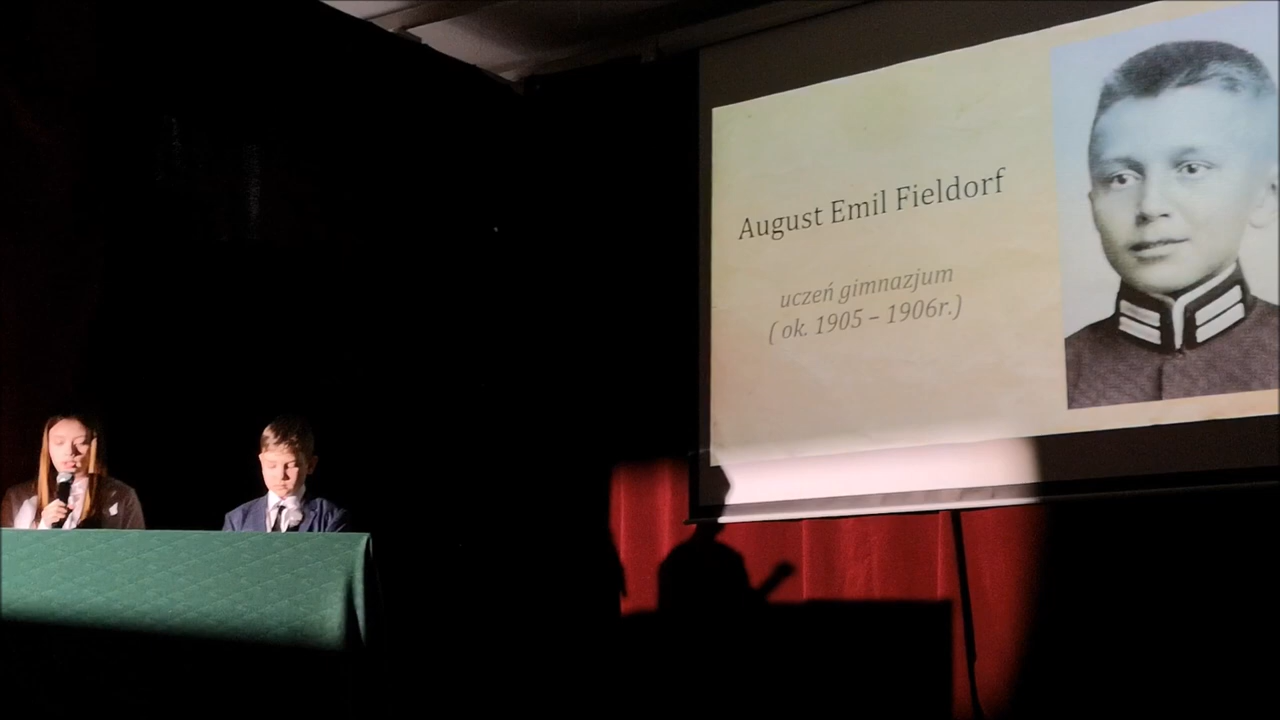 August Emil Fieldorf
uczeń gimnazjum
( ok. 1905 – 1906r.)